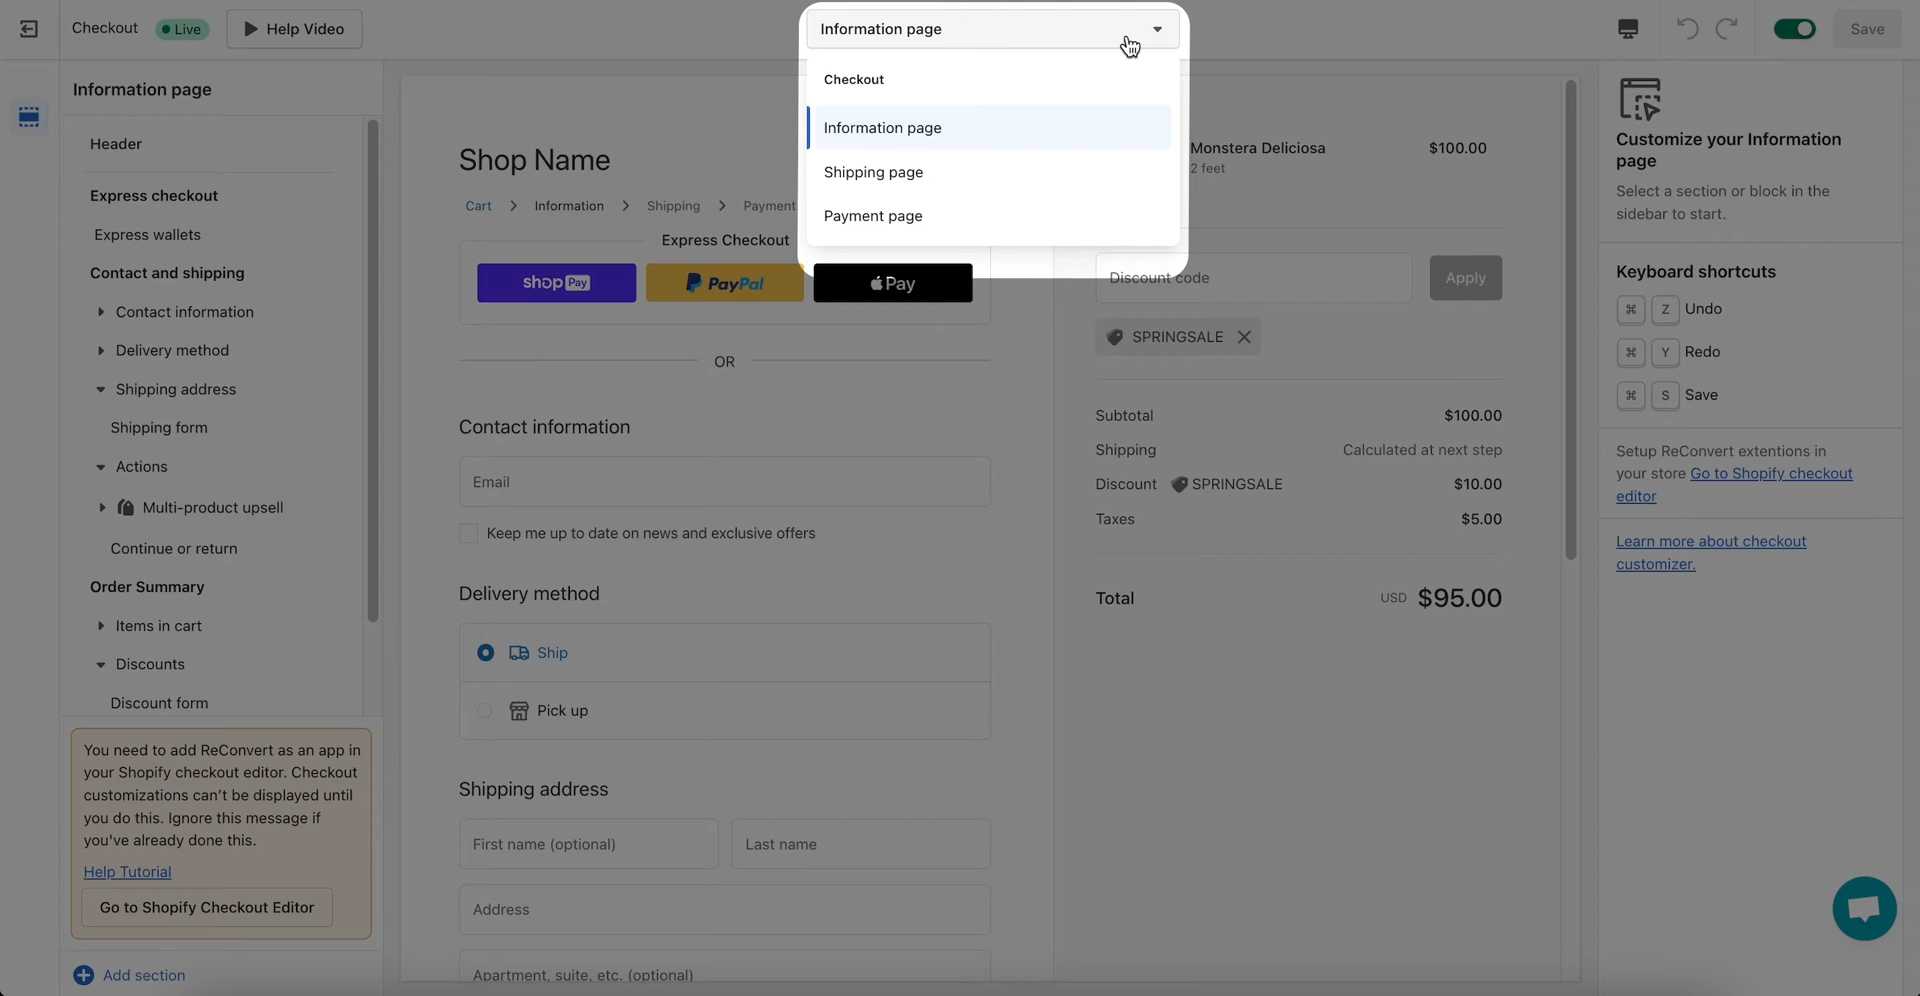 Checkout
Live
Help Video
Information page
Save
Information page
Header
Express checkout
Express wallets
Contact and shipping
Contact information
Delivery method
Shipping address
Shipping form
Actions
Multi-product upsell
Continue or return
Order Summary
Items in cart
Discounts
Discount form
You need to add ReConvert as an app in
your Shopify checkout editor. Checkout
customizations can't be displayed until
you do this. Ignore this message if
you've already done this.
Help Tutorial
Go to Shopify Checkout Editor
Add section
Checkout
Information page
Shipping page
Payment page
Shop Name
Cart > Information > Shipping > Payment
Express Checkout
shop Pay
PayPal
Pay
OR
Contact information
Email
Keep me up to date on news and exclusive offers
Delivery method
Ship
Pick up
Shipping address
First name (optional)
Last name
Address
Apartment, suite, etc. (optional)
Monstera Deliciosa $100.00
2 feet
Discount code
Apply
SPRINGSALE
Subtotal $100.00
Shipping Calculated at next step
Discount SPRINGSALE $10.00
Taxes $5.00
Total USD $95.00
Customize your Information
page
Select a section or block in the
sidebar to start.
Keyboard shortcuts
⌘ Z Undo
⌘ Y Redo
⌘ S Save
Setup ReConvert extentions in
your store Go to Shopify checkout
editor
Learn more about checkout
customizer.